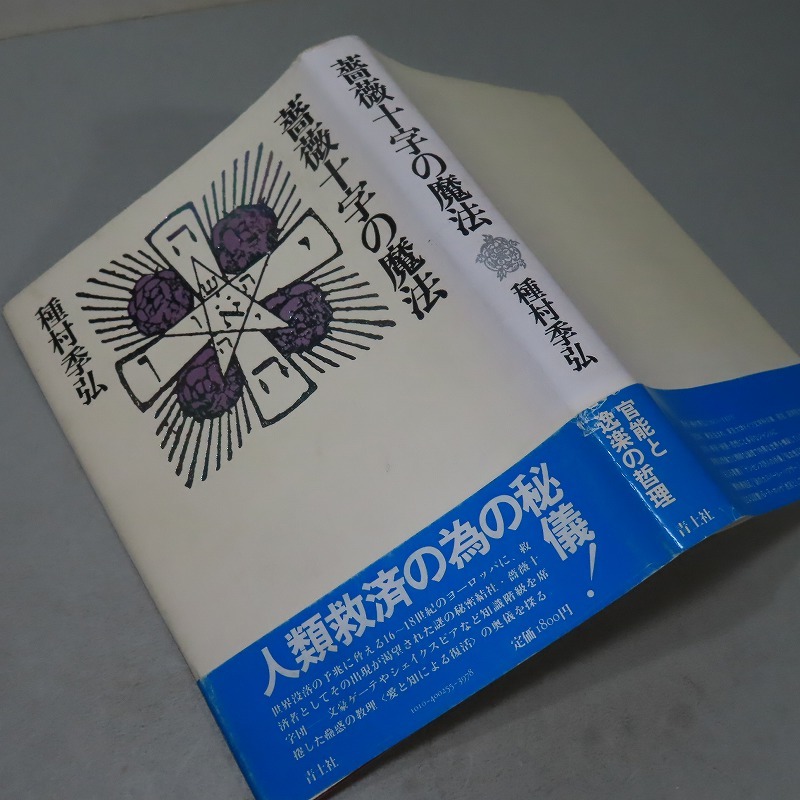 薔薇十字の魔法
種村季弘
薔薇十字の魔法
種村季弘
人類救済の為の秘儀!
世界没落の予兆に脅える16―18世紀のヨーロッパに、救
済者としてその出現が渇望された謎の秘密結社・薔薇十
字団――文豪ゲーテやシェイクスピアなど知識階級を席
捲した蠱惑の教理〈愛と知による復活〉の奥儀を探る
1010-400255-3978
定価1800円
青土社
官能と
逸楽の哲理
青土社